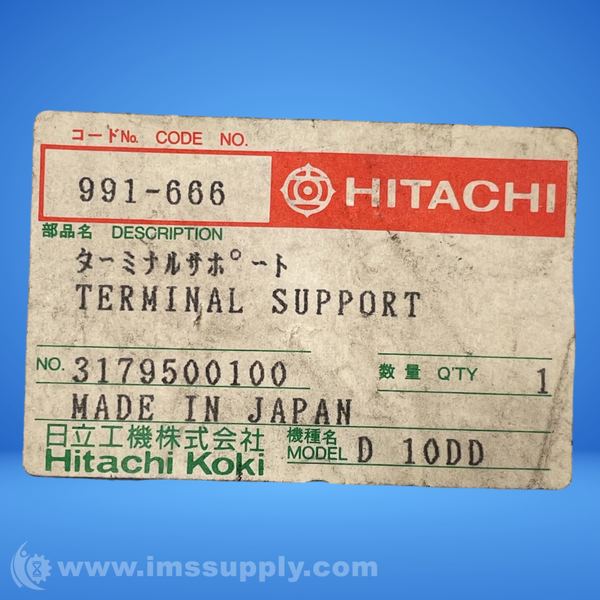 コードNo. CODE NO.
991-666
HITACHI
部品名 DESCRIPTION
ターミナルサポート
TERMINAL SUPPORT
NO. 3179500100
数量 Q'TY 1
MADE IN JAPAN
日立工機株式会社
Hitachi Koki
機種名
MODEL D 10DD
www.imssupply.com